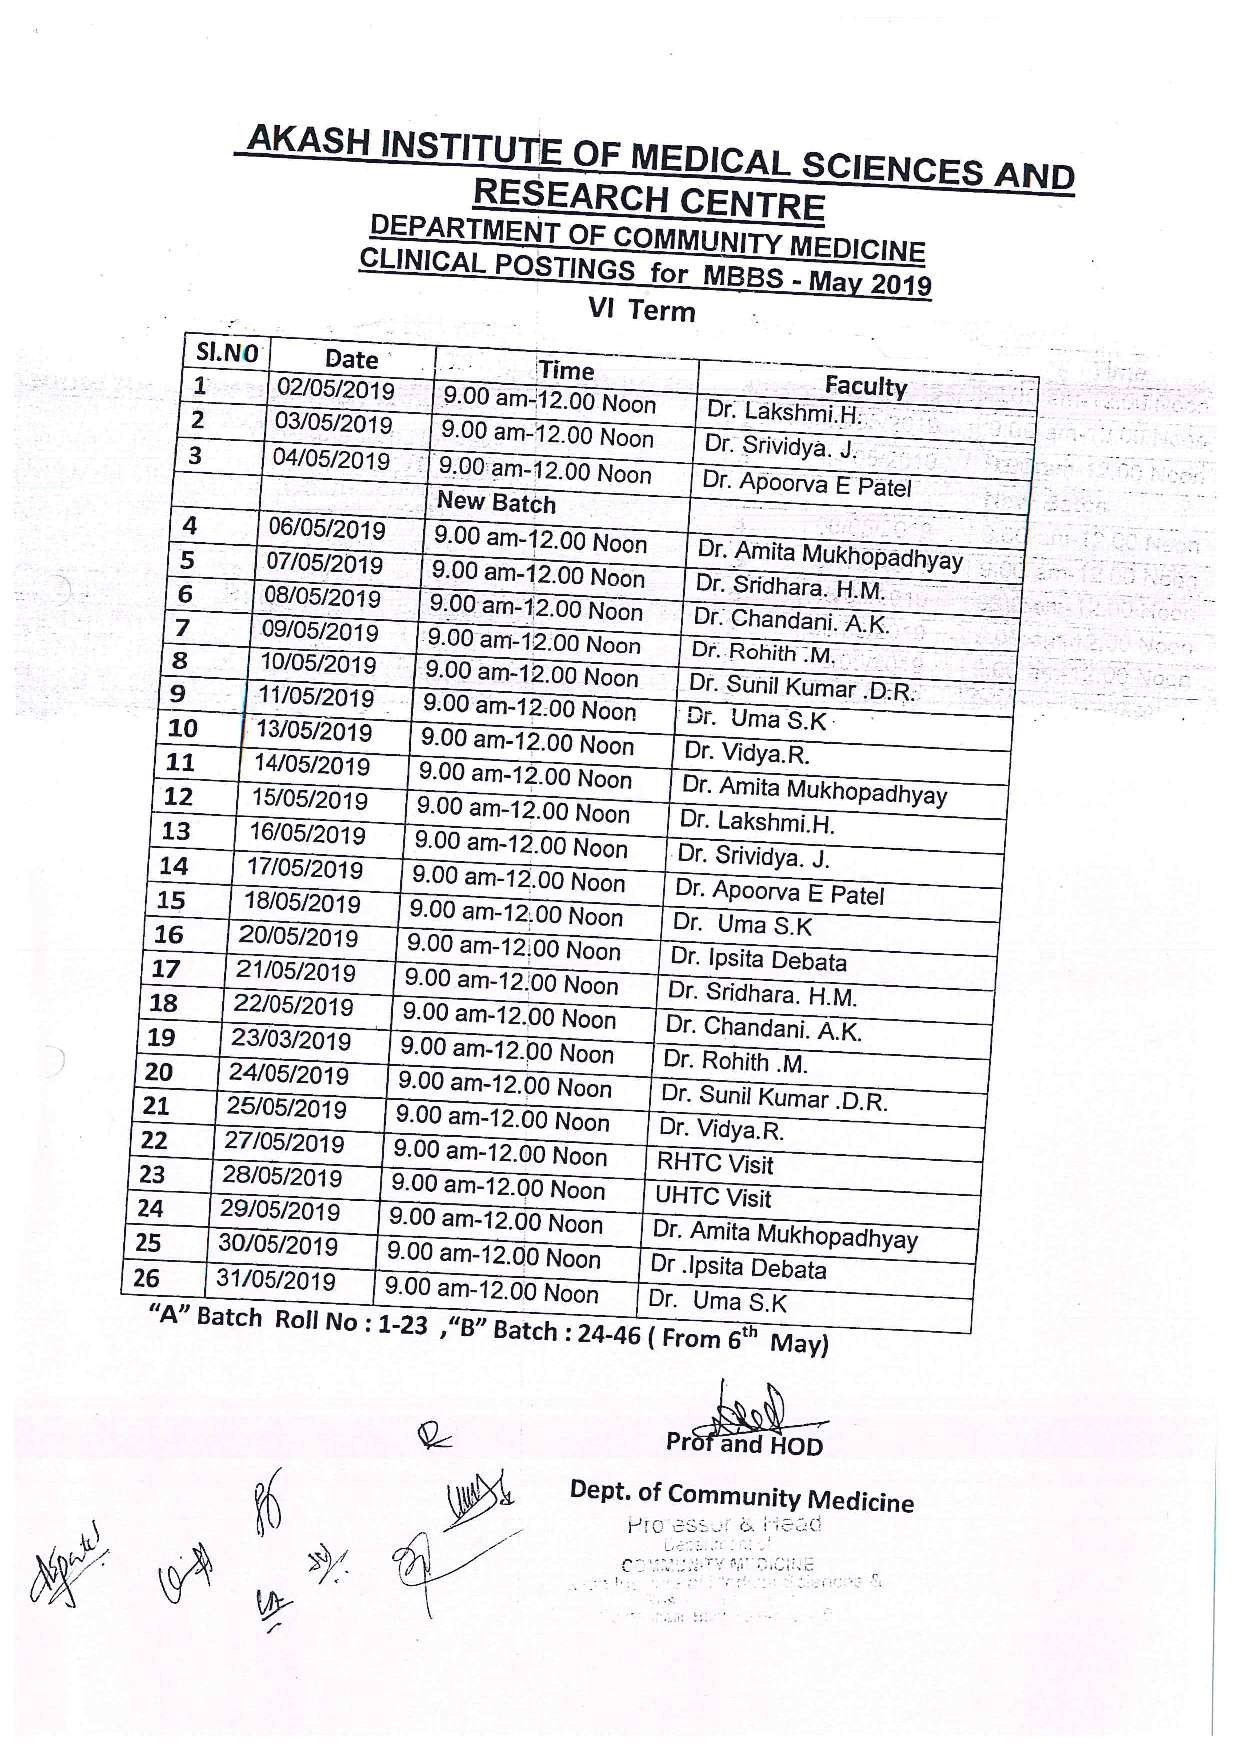 AKASH INSTITUTE OF MEDICAL SCIENCES AND
RESEARCH CENTRE
DEPARTMENT OF COMMUNITY MEDICINE
CLINICAL POSTINGS for MBBS - May 2019
VI Term
Sl.NO Date Time Faculty
1 02/05/2019 9.00 am-12.00 Noon Dr. Lakshmi.H.
2 03/05/2019 9.00 am-12.00 Noon Dr. Srividya. J.
3 04/05/2019 9.00 am-12.00 Noon Dr. Apoorva E Patel
New Batch
4 06/05/2019 9.00 am-12.00 Noon Dr. Amita Mukhopadhyay
5 07/05/2019 9.00 am-12.00 Noon Dr. Sridhara. H.M.
6 08/05/2019 9.00 am-12.00 Noon Dr. Chandani. A.K.
7 09/05/2019 9.00 am-12.00 Noon Dr. Rohith .M.
8 10/05/2019 9.00 am-12.00 Noon Dr. Sunil Kumar .D.R.
9 11/05/2019 9.00 am-12.00 Noon Dr. Uma S.K
10 13/05/2019 9.00 am-12.00 Noon Dr. Vidya.R.
11 14/05/2019 9.00 am-12.00 Noon Dr. Amita Mukhopadhyay
12 15/05/2019 9.00 am-12.00 Noon Dr. Lakshmi.H.
13 16/05/2019 9.00 am-12.00 Noon Dr. Srividya. J.
14 17/05/2019 9.00 am-12.00 Noon Dr. Apoorva E Patel
15 18/05/2019 9.00 am-12.00 Noon Dr. Uma S.K
16 20/05/2019 9.00 am-12.00 Noon Dr. Ipsita Debata
17 21/05/2019 9.00 am-12.00 Noon Dr. Sridhara. H.M.
18 22/05/2019 9.00 am-12.00 Noon Dr. Chandani. A.K.
19 23/03/2019 9.00 am-12.00 Noon Dr. Rohith .M.
20 24/05/2019 9.00 am-12.00 Noon Dr. Sunil Kumar .D.R.
21 25/05/2019 9.00 am-12.00 Noon Dr. Vidya.R.
22 27/05/2019 9.00 am-12.00 Noon RHTC Visit
23 28/05/2019 9.00 am-12.00 Noon UHTC Visit
24 29/05/2019 9.00 am-12.00 Noon Dr. Amita Mukhopadhyay
25 30/05/2019 9.00 am-12.00 Noon Dr .Ipsita Debata
26 31/05/2019 9.00 am-12.00 Noon Dr. Uma S.K
“A” Batch Roll No : 1-23 ,“B” Batch : 24-46 ( From 6th May)
Prof and HOD
Dept. of Community Medicine
Professor & Head
Department of
COMMUNITY MEDICINE
Sciences &